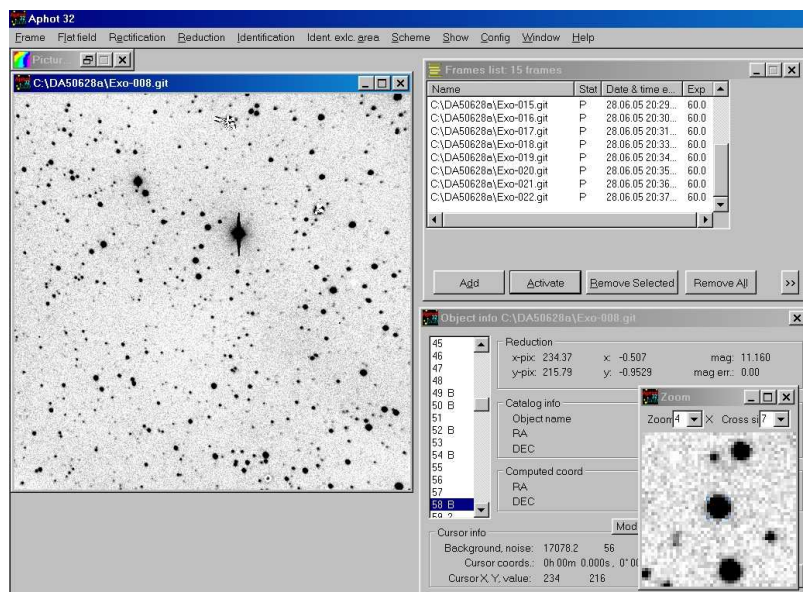 Aphot 32
Frame Flatfield Rectification Reduction Identification Ident. exlc. area Scheme Show Config Window Help
Pictur...
C:\DA50628a\Exo-008.git
Frames list: 15 frames
Name Stat Date & time e... Exp
C:\DA50628a\Exo-015.git P 28.06.05 20:29... 60.0
C:\DA50628a\Exo-016.git P 28.06.05 20:30... 60.0
C:\DA50628a\Exo-017.git P 28.06.05 20:31... 60.0
C:\DA50628a\Exo-018.git P 28.06.05 20:33... 60.0
C:\DA50628a\Exo-019.git P 28.06.05 20:34... 60.0
C:\DA50628a\Exo-020.git P 28.06.05 20:35... 60.0
C:\DA50628a\Exo-021.git P 28.06.05 20:36... 60.0
C:\DA50628a\Exo-022.git P 28.06.05 20:37... 60.0
Add Activate Remove Selected Remove All >>
Object info C:\DA50628a\Exo-008.git
45
46
47
48
49 B
50 B
51
52 B
53
54 B
55
56
57
58 B
59 ?
Reduction
x-pix: 234.37 x: -0.507 mag: 11.160
y-pix: 215.79 y: -0.9529 mag err.: 0.00
Catalog info
Object name
RA
DEC
Computed coord
RA
DEC
Mod
Cursor info
Background, noise: 17078.2 56
Cursor coords.: 0h 00m 0.000s, 0° 00
Cursor X, Y, value: 234 216
Zoom
Zoom 4 X Cross si 7